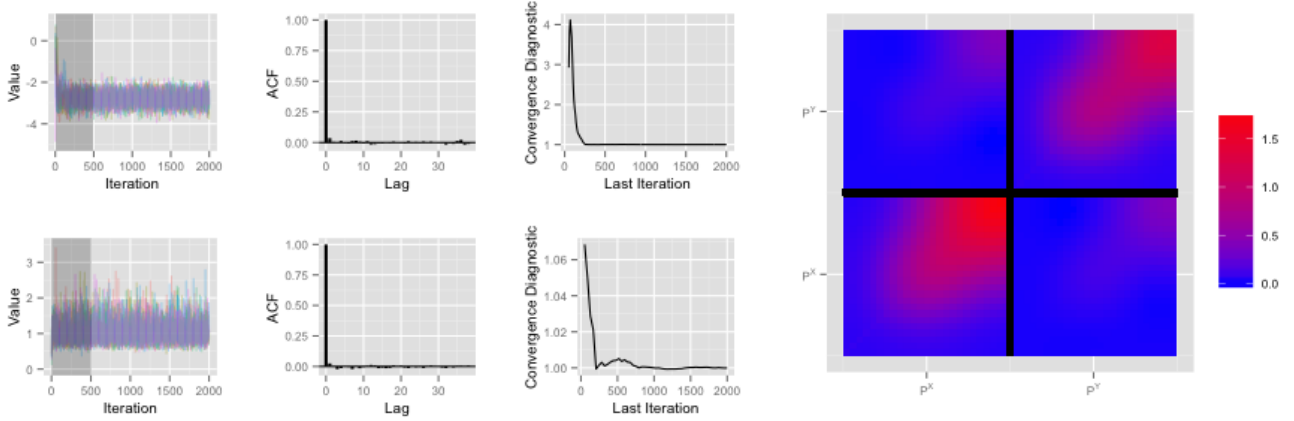 Value
0
-2
-4
0 500 1000 1500 2000
Iteration
ACF
1.00
0.75
0.50
0.25
0.00
0 10 20 30
Lag
Convergence Diagnostic
4
3
2
1
0 500 1000 1500 2000
Last Iteration
Value
3
2
1
0
0 500 1000 1500 2000
Iteration
ACF
1.00
0.75
0.50
0.25
0.00
0 10 20 30
Lag
Convergence Diagnostic
1.06
1.04
1.02
1.00
0 500 1000 1500 2000
Last Iteration
P^Y
P^X
P^X P^Y
1.5
1.0
0.5
0.0